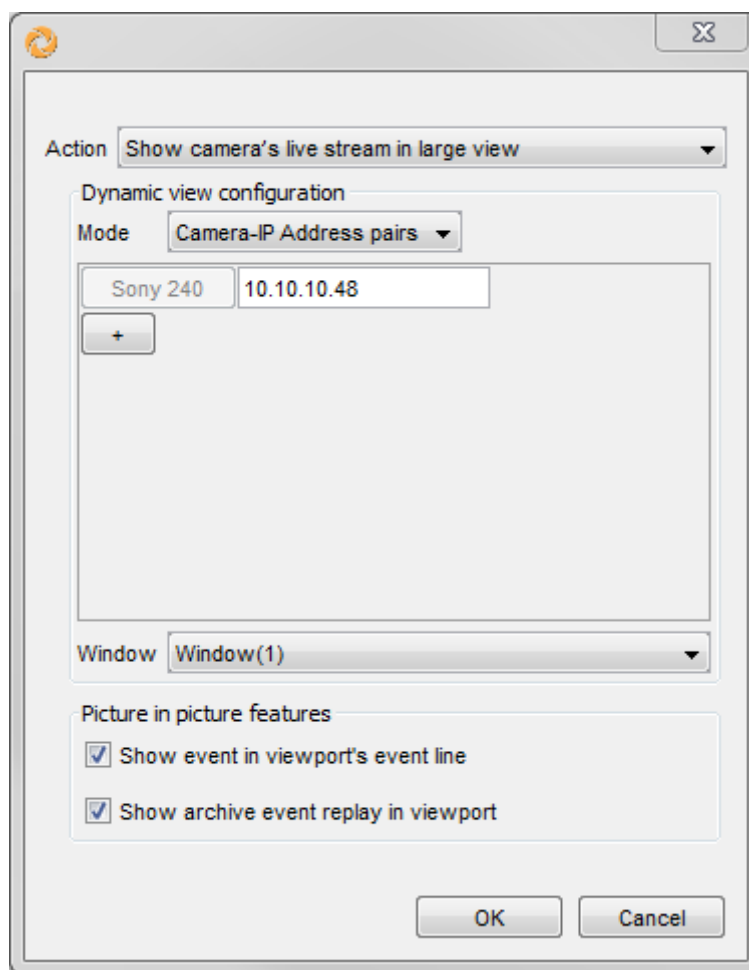 Action Show camera's live stream in large view
Dynamic view configuration
Mode Camera-IP Address pairs
Sony 240 10.10.10.48
+
Window Window(1)
Picture in picture features
Show event in viewport's event line
Show archive event replay in viewport
OK Cancel